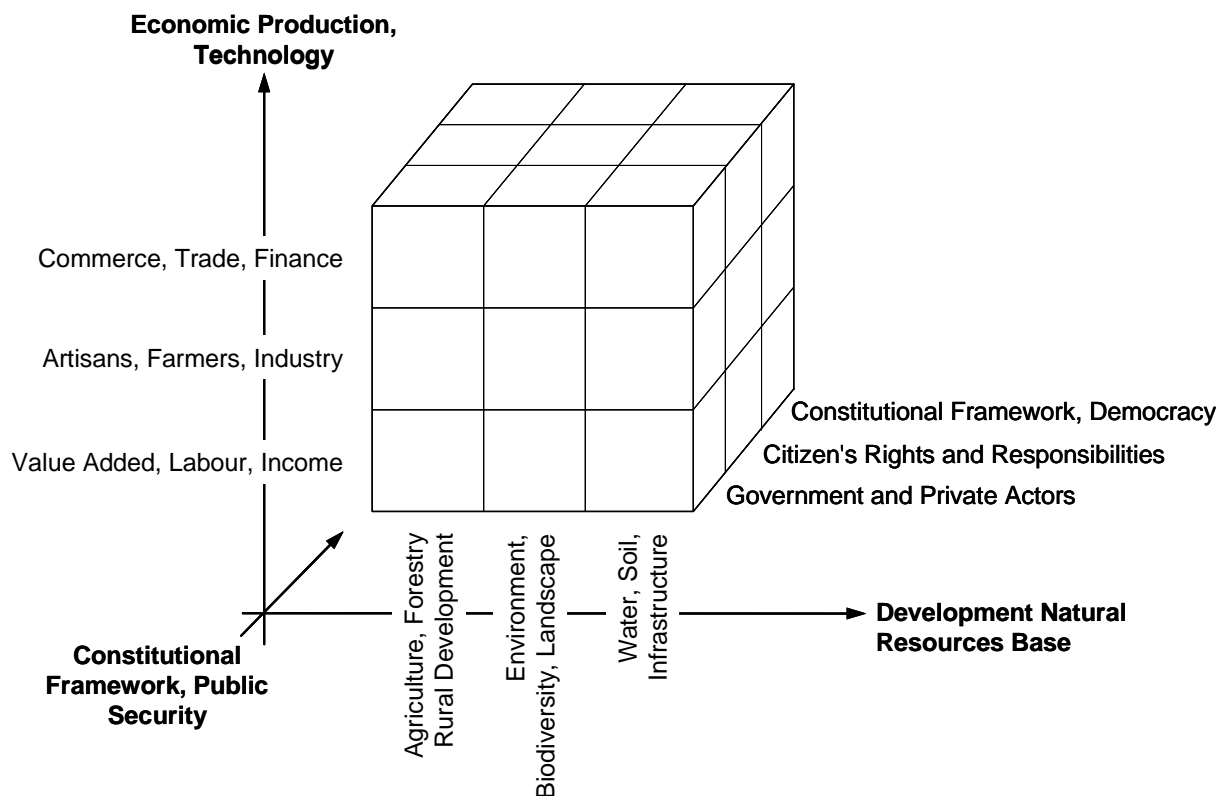 Economic Production,
Technology
Commerce, Trade, Finance
Artisans, Farmers, Industry
Value Added, Labour, Income
Constitutional Framework, Democracy
Citizen's Rights and Responsibilities
Government and Private Actors
Agriculture, Forestry
Rural Development
Environment,
Biodiversity, Landscape
Water, Soil,
Infrastructure
Development Natural
Resources Base
Constitutional
Framework, Public
Security